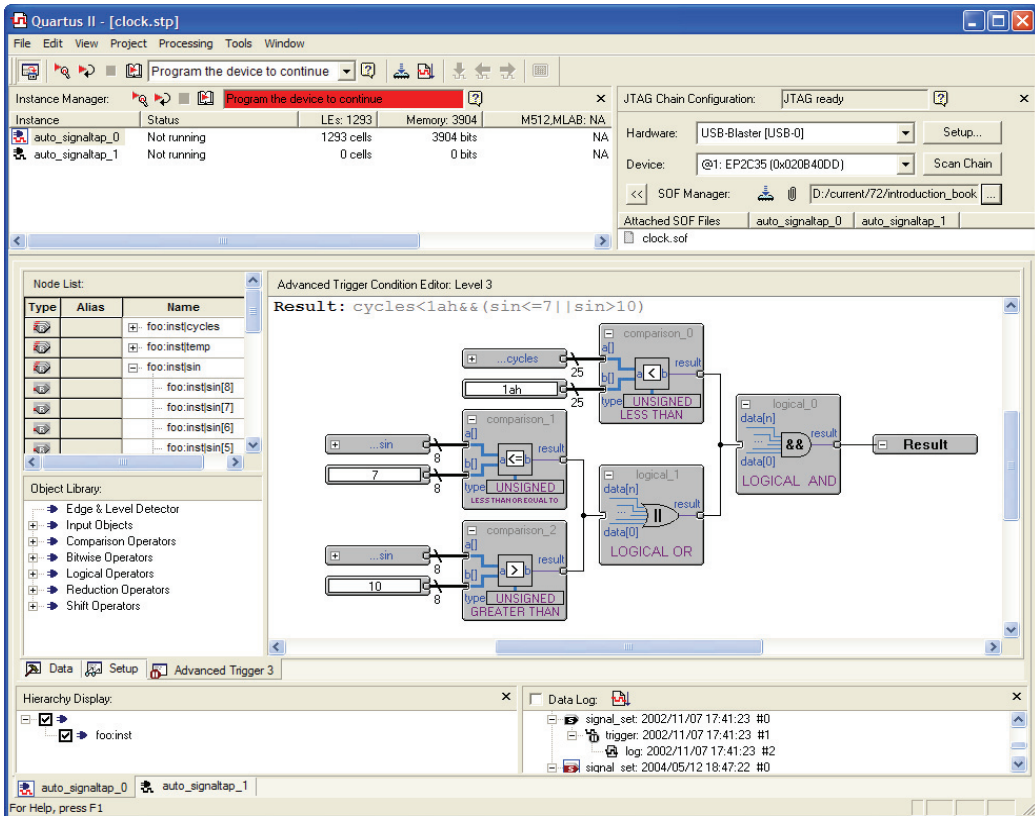 Quartus II - [clock.stp]
File Edit View Project Processing Tools Window
Program the device to continue
Instance Manager: Program the device to continue
Instance Status LEs: 1293 Memory: 3904 M512,MLAB: NA
auto_signaltap_0 Not running 1293 cells 3904 bits NA
auto_signaltap_1 Not running 0 cells 0 bits NA
JTAG Chain Configuration: JTAG ready
Hardware: USB-Blaster [USB-0] Setup...
Device: @1: EP2C35 (0x020B40DD) Scan Chain
<< SOF Manager: D:/current/72/introduction_book ...
Attached SOF Files auto_signaltap_0 auto_signaltap_1
clock.sof
Node List:
Type Alias Name
foo:inst|cycles
foo:inst|temp
foo:inst|sin
foo:inst|sin[8]
foo:inst|sin[7]
foo:inst|sin[6]
foo:inst|sin[5]
Object Library:
Edge & Level Detector
Input Objects
Comparison Operators
Bitwise Operators
Logical Operators
Reduction Operators
Shift Operators
Advanced Trigger Condition Editor: Level 3
Result: cycles<1ah&&(sin<=7||sin>10)
comparison_0
a[]
...cycles
25
result
a < b
b[]
1ah
25
type UNSIGNED
LESS THAN
comparison_1
a[]
...sin
8
result
a <= b
b[]
7
8
type UNSIGNED
LESS THAN OR EQUAL TO
comparison_2
a[]
...sin
8
result
a > b
b[]
10
8
type UNSIGNED
GREATER THAN
logical_1
data[n]
result
...
||
data[0]
LOGICAL OR
logical_0
data[n]
result
...
&&
data[0]
LOGICAL AND
Result
Data Setup Advanced Trigger 3
Hierarchy Display:
foo:inst
Data Log:
signal_set: 2002/11/07 17:41:23 #0
trigger: 2002/11/07 17:41:23 #1
log: 2002/11/07 17:41:23 #2
signal set: 2004/05/12 18:47:22 #0
auto_signaltap_0 auto_signaltap_1
For Help, press F1